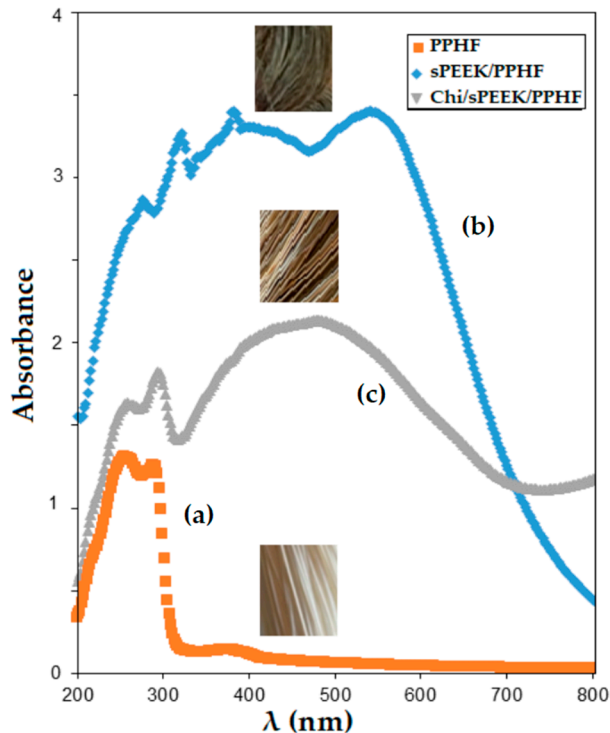 4
PPHF
sPEEK/PPHF
Chi/sPEEK/PPHF
3
(b)
Absorbance
2
(c)
1
(a)
0
200 300 400 500 600 700 800
λ (nm)